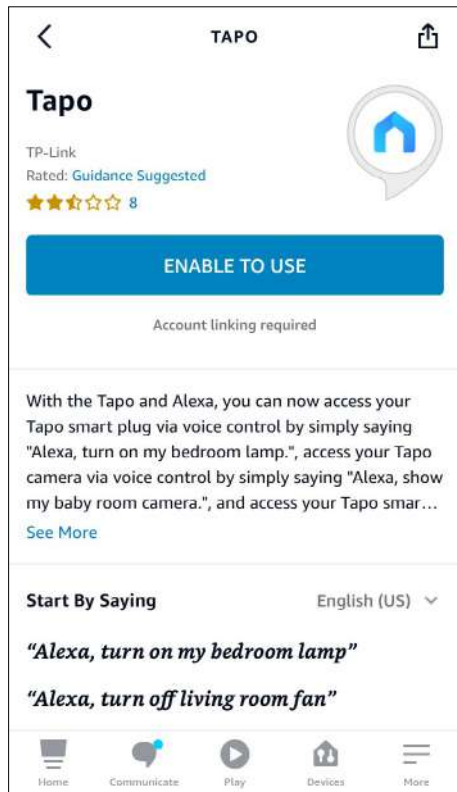 TAPO
Tapo
TP-Link
Rated: Guidance Suggested
8
ENABLE TO USE
Account linking required
With the Tapo and Alexa, you can now access your
Tapo smart plug via voice control by simply saying
"Alexa, turn on my bedroom lamp.", access your Tapo
camera via voice control by simply saying "Alexa, show
my baby room camera.", and access your Tapo smar...
See More
Start By Saying English (US)
“Alexa, turn on my bedroom lamp”
“Alexa, turn off living room fan”
Home Communicate Play Devices More